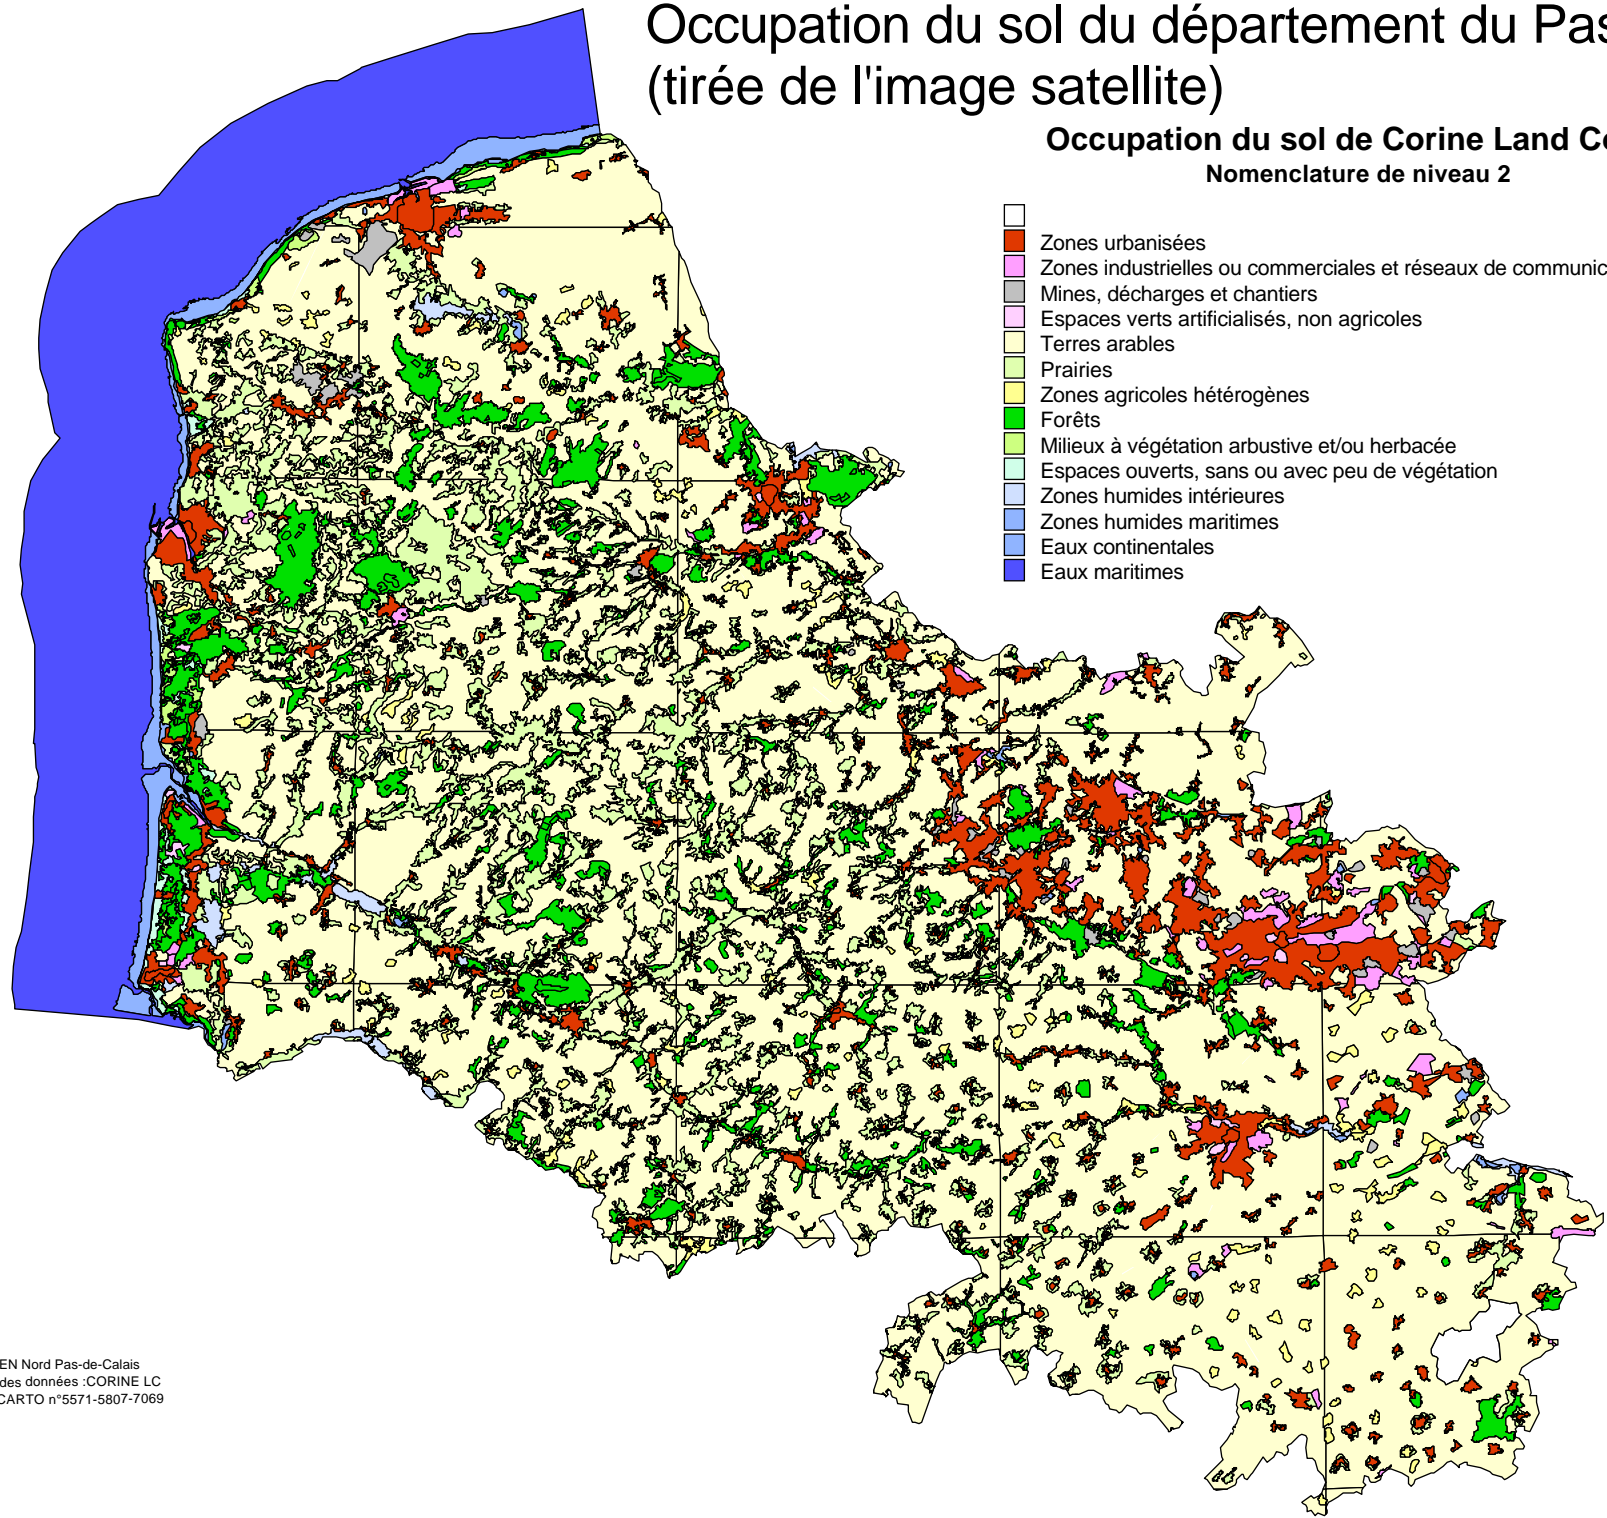 Occupation du sol du département du Pas
(tirée de l'image satellite)
Occupation du sol de Corine Land Co
Nomenclature de niveau 2
Zones urbanisées
Zones industrielles ou commerciales et réseaux de communic
Mines, décharges et chantiers
Espaces verts artificialisés, non agricoles
Terres arables
Prairies
Zones agricoles hétérogènes
Forêts
Milieux à végétation arbustive et/ou herbacée
Espaces ouverts, sans ou avec peu de végétation
Zones humides intérieures
Zones humides maritimes
Eaux continentales
Eaux maritimes
EN Nord Pas-de-Calais
des données :CORINE LC
CARTO n°5571-5807-7069